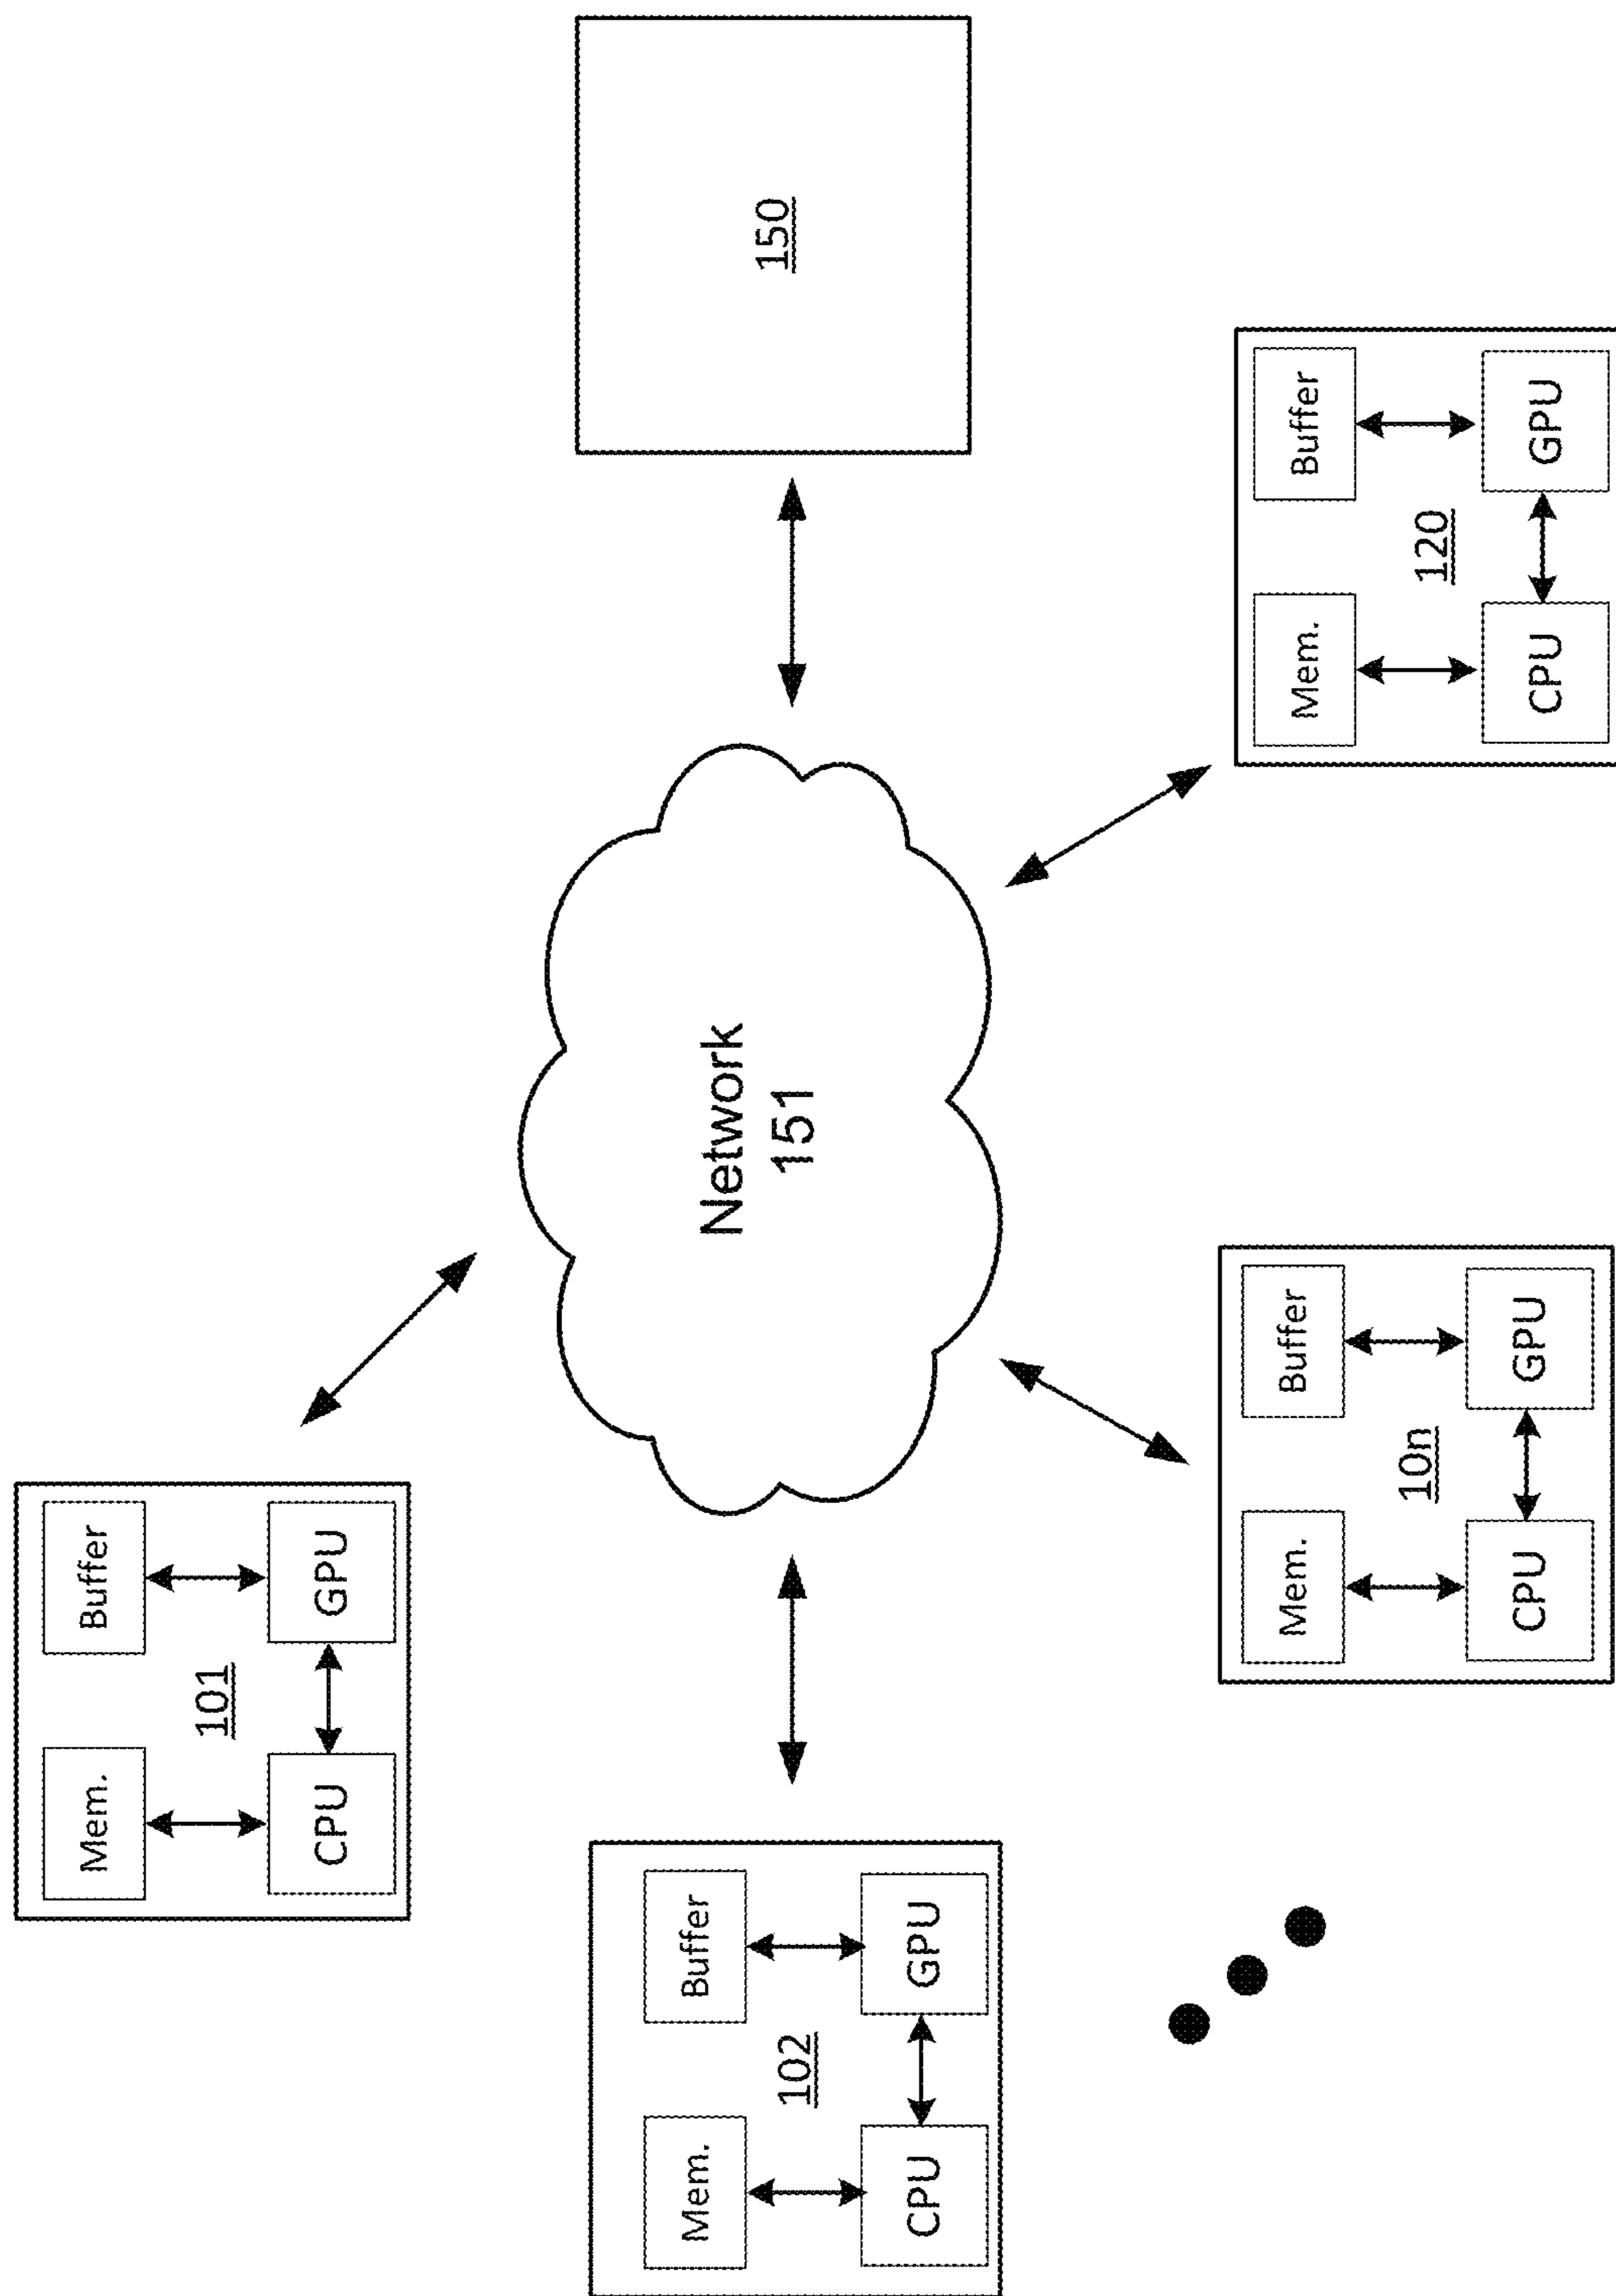 Mem.
Buffer
101
CPU
GPU
Mem.
Buffer
102
CPU
GPU
Network
151
150
Mem.
Buffer
10n
CPU
GPU
Mem.
Buffer
120
CPU
GPU